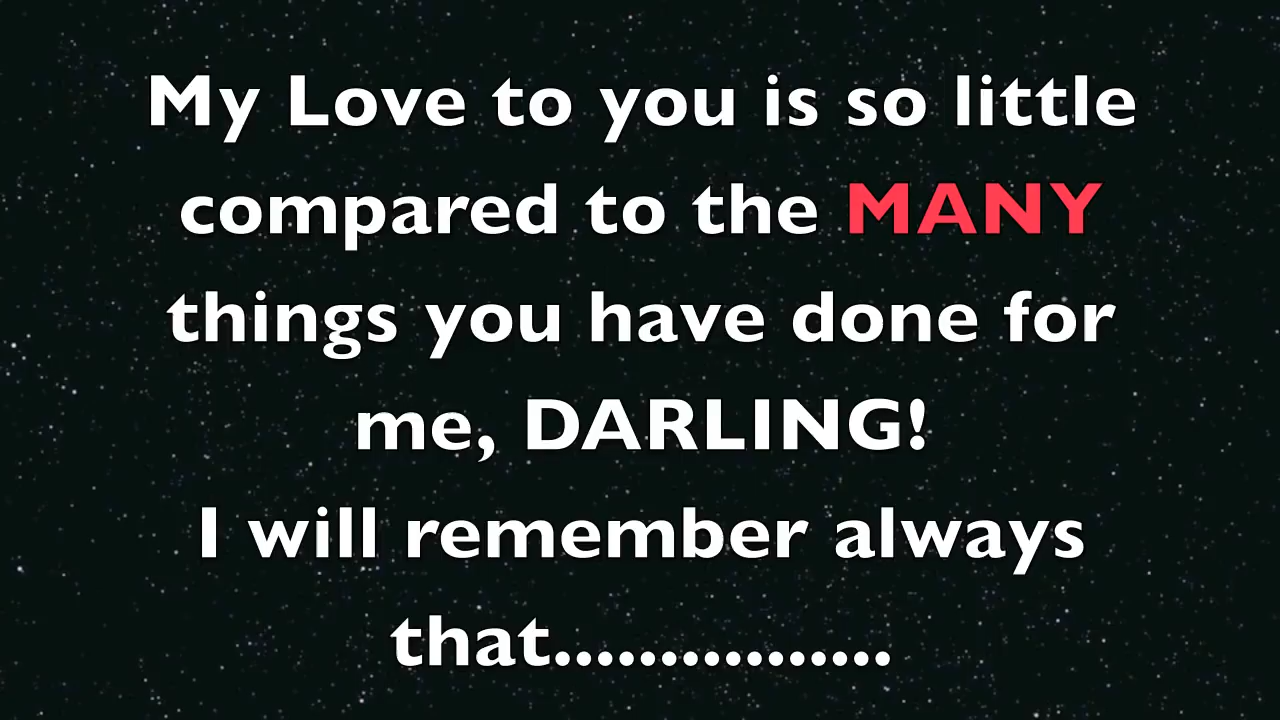 My Love to you is so little
compared to the MANY
things you have done for
me, DARLING!
I will remember always
that................